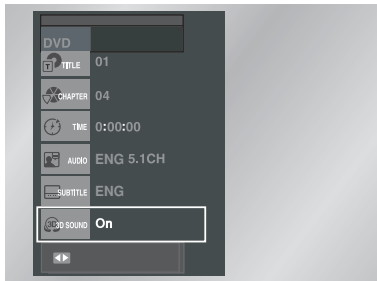 DVD
TITLE 01
CHAPTER 04
TIME 0:00:00
AUDIO ENG 5.1CH
SUBTITLE ENG
3D SOUND On